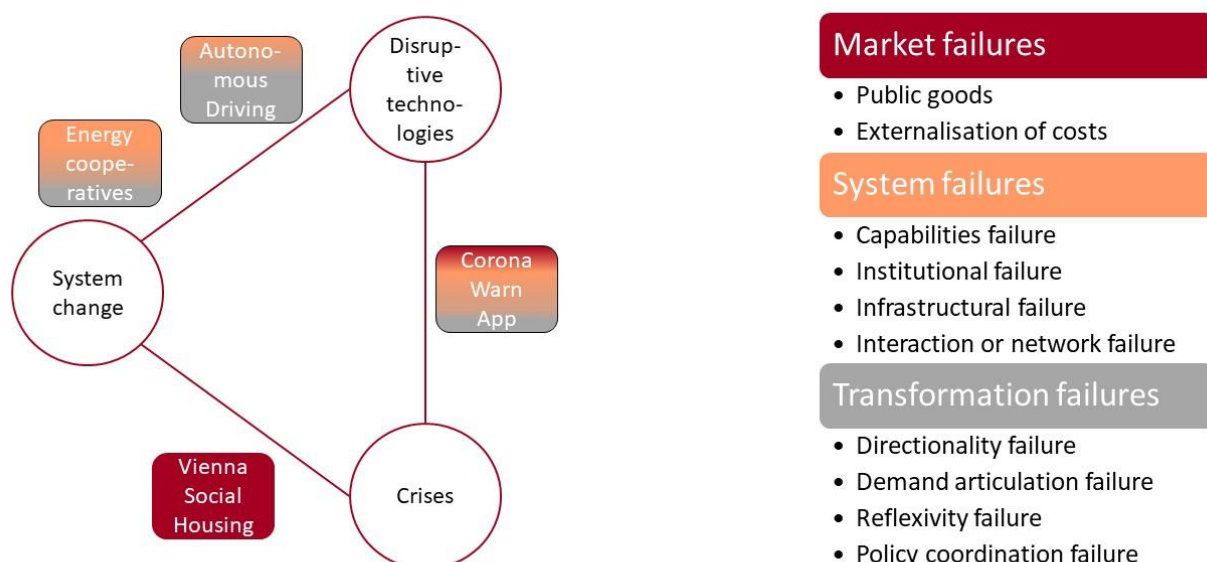 Autono-
mous
Driving
Disrup-
tive
techno-
logies
Energy
coope-
ratives
System
change
Corona
Warn
App
Vienna
Social
Housing
Crises
Market failures
• Public goods
• Externalisation of costs
System failures
• Capabilities failure
• Institutional failure
• Infrastructural failure
• Interaction or network failure
Transformation failures
• Directionality failure
• Demand articulation failure
• Reflexivity failure
• Policy coordination failure